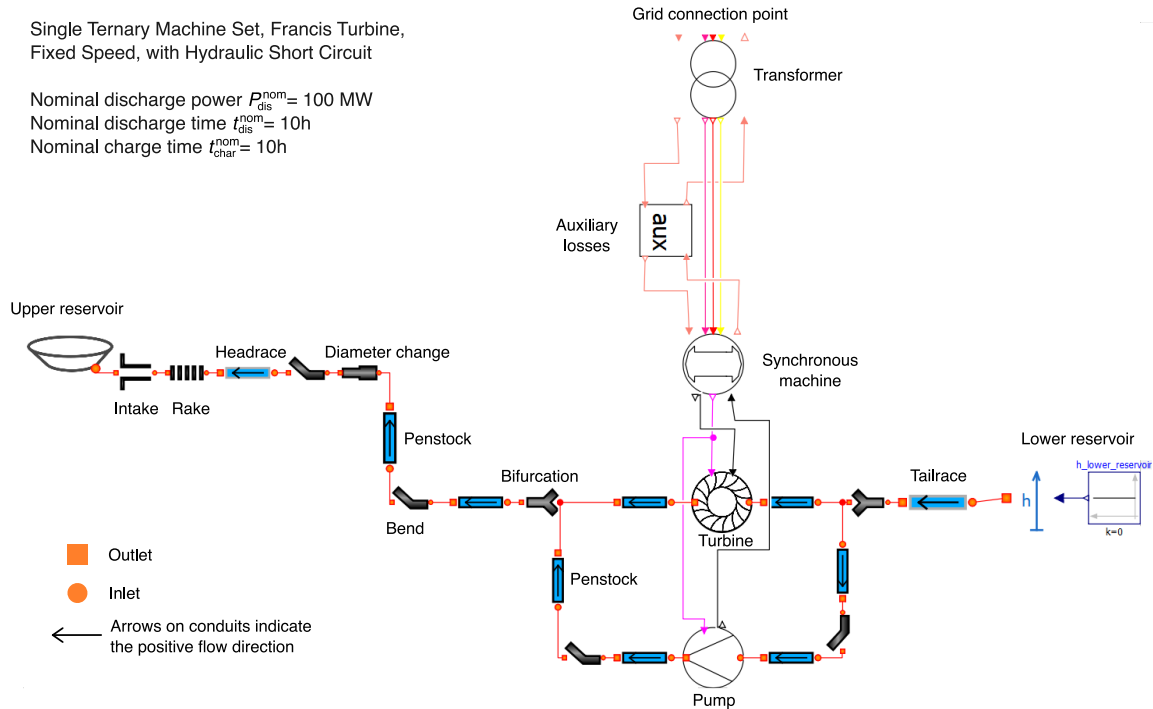 Single Ternary Machine Set, Francis Turbine,
Fixed Speed, with Hydraulic Short Circuit
Nominal discharge power P_dis^nom= 100 MW
Nominal discharge time t_dis^nom= 10h
Nominal charge time t_char^nom= 10h
Grid connection point
Transformer
Auxiliary
losses
aux
Upper reservoir
Headrace
Diameter change
Synchronous
machine
Intake
Rake
Penstock
Lower reservoir
h_lower_reservoir
Bifurcation
Tailrace
h
k=0
Bend
Turbine
Outlet
Penstock
Inlet
Arrows on conduits indicate
the positive flow direction
Pump